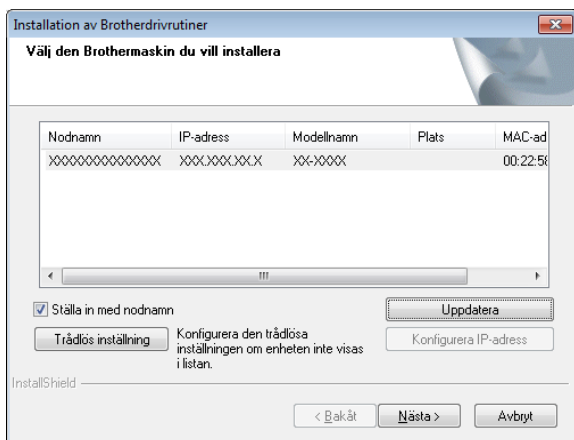 Installation av Brotherdrivrutiner
Välj den Brothermaskin du vill installera
Nodnamn IP-adress Modellnamn Plats MAC-ad
XXXXXXXXXXXXXXX XXX.XXX.XX.X XX-XXXX 00:22:58
Ställa in med nodnamn
Uppdatera
Trådlös inställning
Konfigurera den trådlösa
inställningen om enheten inte visas
i listan.
Konfigurera IP-adress
InstallShield
< Bakåt Nästa > Avbryt